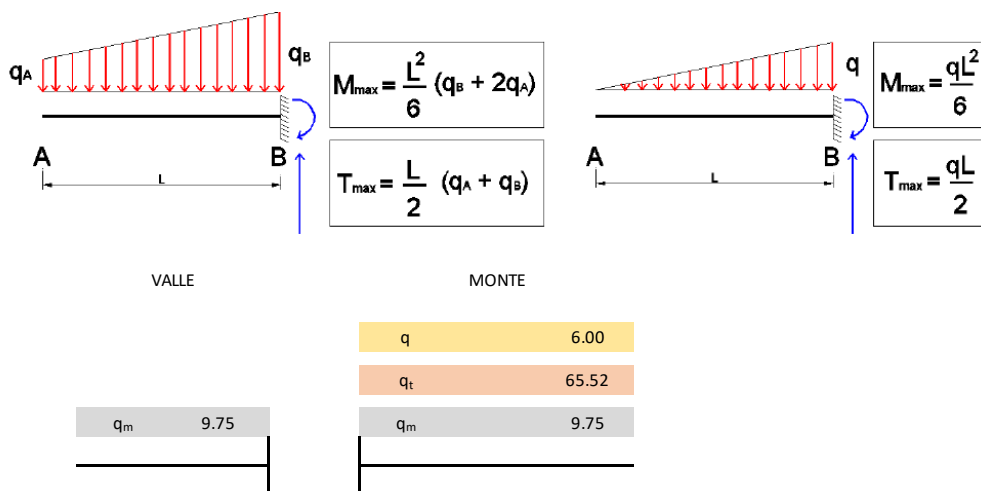 qA
qB
Mmax = L²/6 (qB + 2qA)
A
B
L
Tmax = L/2 (qA + qB)
q
Mmax = qL²/6
A
B
L
Tmax = qL/2
VALLE
MONTE
q 6.00
qt 65.52
qm 9.75
qm 9.75